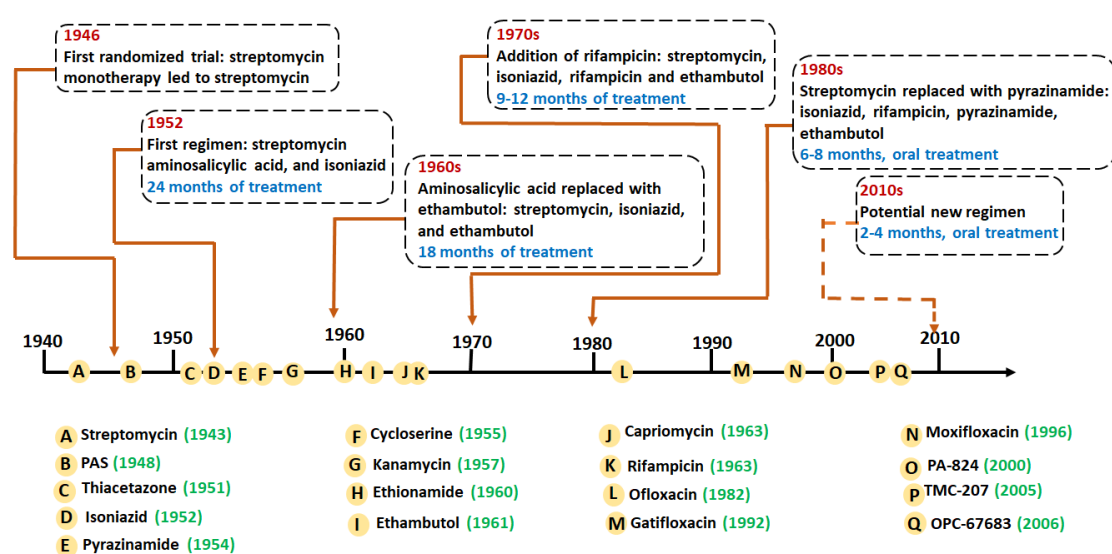 1946
First randomized trial: streptomycin
monotherapy led to streptomycin
1952
First regimen: streptomycin
aminosalicylic acid, and isoniazid
24 months of treatment
1960s
Aminosalicylic acid replaced with
ethambutol: streptomycin, isoniazid,
and ethambutol
18 months of treatment
1970s
Addition of rifampicin: streptomycin,
isoniazid, rifampicin and ethambutol
9-12 months of treatment
1980s
Streptomycin replaced with pyrazinamide:
isoniazid, rifampicin, pyrazinamide,
ethambutol
6-8 months, oral treatment
2010s
Potential new regimen
2-4 months, oral treatment
1940 1950 1960 1970 1980 1990 2000 2010
A B C D E F G H I J K L M N O P Q
A Streptomycin (1943)
B PAS (1948)
C Thiacetazone (1951)
D Isoniazid (1952)
E Pyrazinamide (1954)
F Cycloserine (1955)
G Kanamycin (1957)
H Ethionamide (1960)
I Ethambutol (1961)
J Capriomycin (1963)
K Rifampicin (1963)
L Ofloxacin (1982)
M Gatifloxacin (1992)
N Moxifloxacin (1996)
O PA-824 (2000)
P TMC-207 (2005)
Q OPC-67683 (2006)